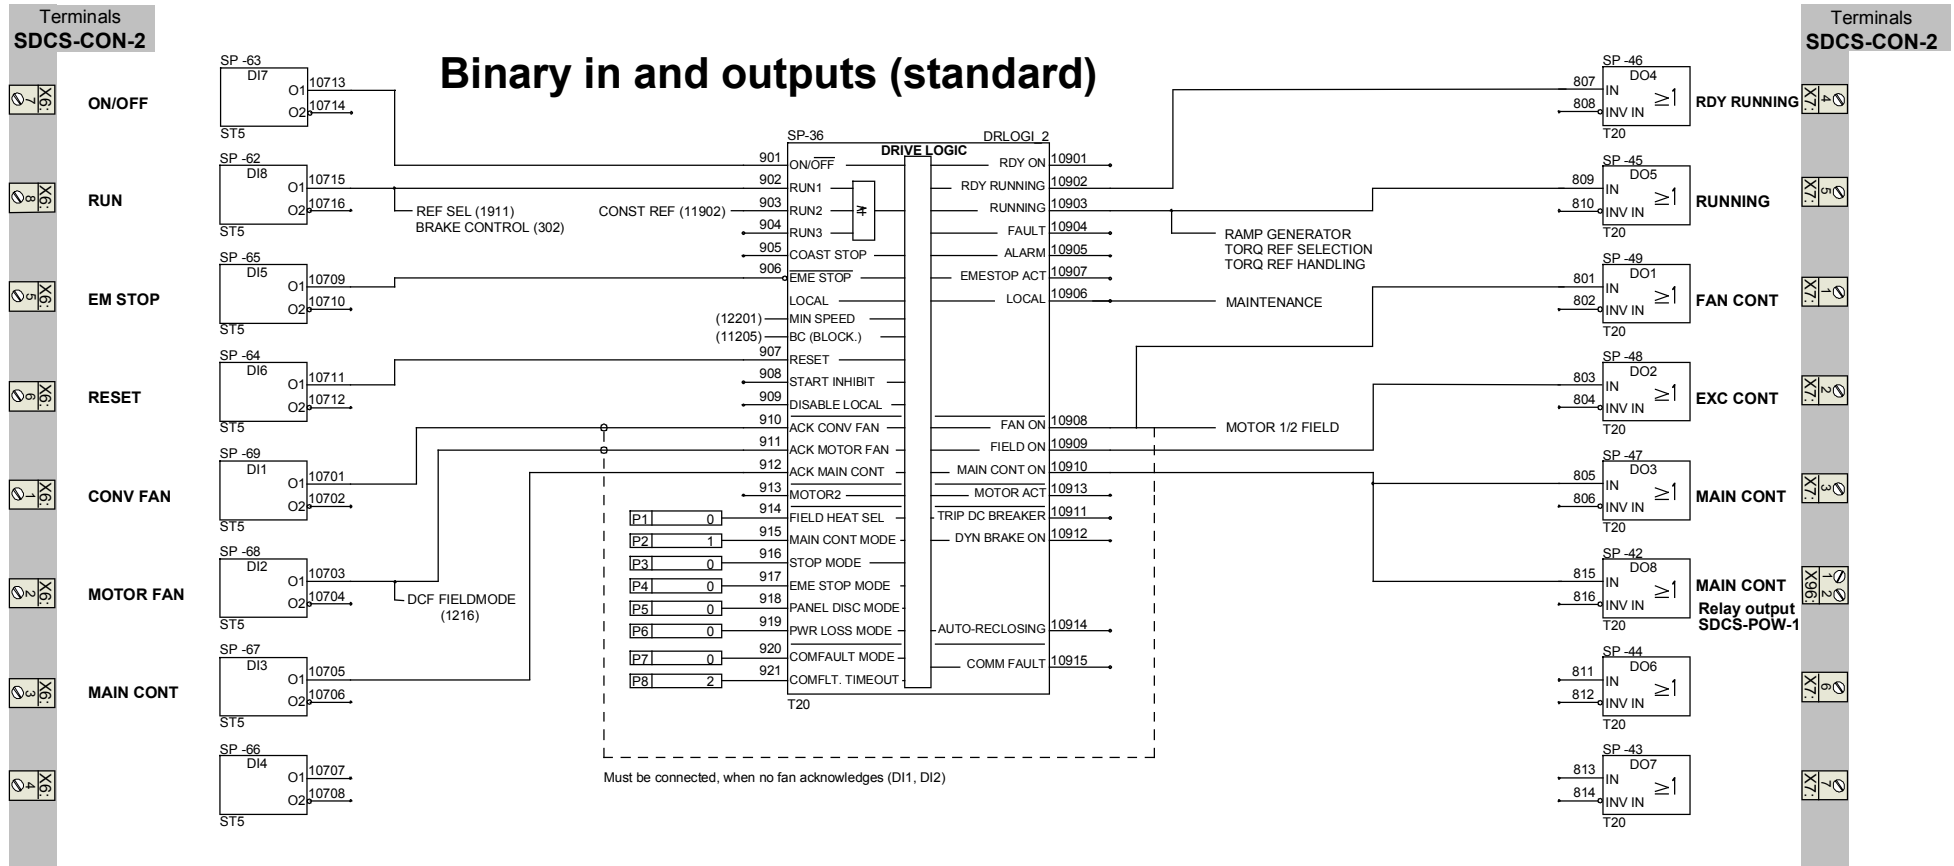 Terminals
SDCS-CON-2
Terminals
SDCS-CON-2
Binary in and outputs (standard)
X6: 7
ON/OFF
SP -63
DI7
O1 10713
O2 10714
ST5
X6: 8
RUN
SP -62
DI8
O1 10715
O2 10716
ST5
REF SEL (1911)
BRAKE CONTROL (302)
X6: 5
EM STOP
SP -65
DI5
O1 10709
O2 10710
ST5
X6: 6
RESET
SP -64
DI6
O1 10711
O2 10712
ST5
X6: 1
CONV FAN
SP -69
DI1
O1 10701
O2 10702
ST5
X6: 2
MOTOR FAN
SP -68
DI2
O1 10703
O2 10704
ST5
DCF FIELDMODE
(1216)
X6: 3
MAIN CONT
SP -67
DI3
O1 10705
O2 10706
ST5
X6: 4
SP -66
DI4
O1 10707
O2 10708
ST5
SP-36
DRLOGI_2
DRIVE LOGIC
901 ON/OFF
902 RUN1
CONST REF (11902) 903 RUN2
904 RUN3
≥1
905 COAST STOP
906 EME STOP
LOCAL
(12201) MIN SPEED
(11205) BC (BLOCK.)
907 RESET
908 START INHIBIT
909 DISABLE LOCAL
910 ACK CONV FAN
911 ACK MOTOR FAN
912 ACK MAIN CONT
913 MOTOR2
P1 0 914 FIELD HEAT SEL
P2 1 915 MAIN CONT MODE
P3 0 916 STOP MODE
P4 0 917 EME STOP MODE
P5 0 918 PANEL DISC MODE
P6 0 919 PWR LOSS MODE
P7 0 920 COMFAULT MODE
P8 2 921 COMFLT. TIMEOUT
T20
RDY ON 10901
RDY RUNNING 10902
RUNNING 10903
FAULT 10904
ALARM 10905
EMESTOP ACT 10907
LOCAL 10906
FAN ON 10908
FIELD ON 10909
MAIN CONT ON 10910
MOTOR ACT 10913
TRIP DC BREAKER 10911
DYN BRAKE ON 10912
AUTO-RECLOSING 10914
COMM FAULT 10915
RAMP GENERATOR
TORQ REF SELECTION
TORQ REF HANDLING
MAINTENANCE
MOTOR 1/2 FIELD
Must be connected, when no fan acknowledges (DI1, DI2)
SP -46
DO4
807 IN
808 INV IN
≥1
T20
RDY RUNNING
X7: 4
SP -45
DO5
809 IN
810 INV IN
≥1
T20
RUNNING
X7: 5
SP -49
DO1
801 IN
802 INV IN
≥1
T20
FAN CONT
X7: 1
SP -48
DO2
803 IN
804 INV IN
≥1
T20
EXC CONT
X7: 2
SP -47
DO3
805 IN
806 INV IN
≥1
T20
MAIN CONT
X7: 3
SP -42
DO8
815 IN
816 INV IN
≥1
T20
MAIN CONT
Relay output
SDCS-POW-1
X96: 1 2
SP -44
DO6
811 IN
812 INV IN
≥1
T20
X7: 6
SP -43
DO7
813 IN
814 INV IN
≥1
T20
X7: 7